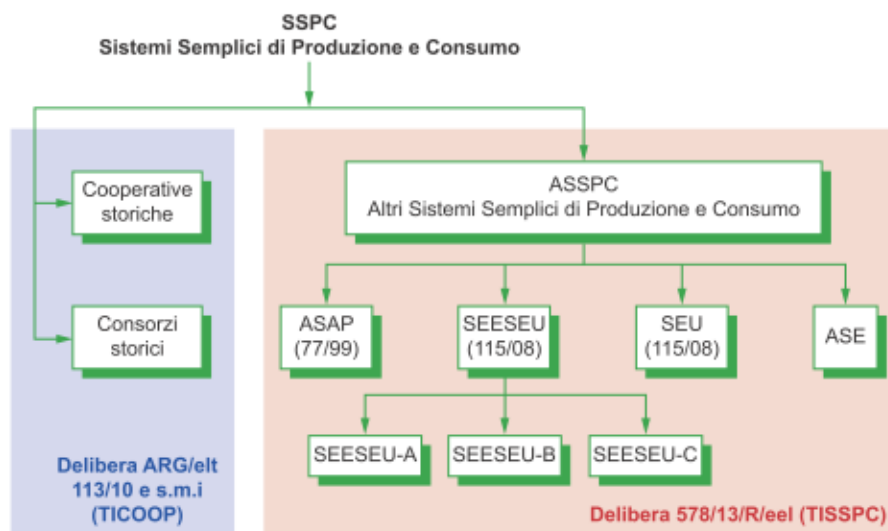 SSPC
Sistemi Semplici di Produzione e Consumo
Cooperative
storiche
Consorzi
storici
Delibera ARG/elt
113/10 e s.m.i
(TICOOP)
ASSPC
Altri Sistemi Semplici di Produzione e Consumo
ASAP
(77/99)
SEESEU
(115/08)
SEU
(115/08)
ASE
SEESEU-A
SEESEU-B
SEESEU-C
Delibera 578/13/R/eel (TISSPC)